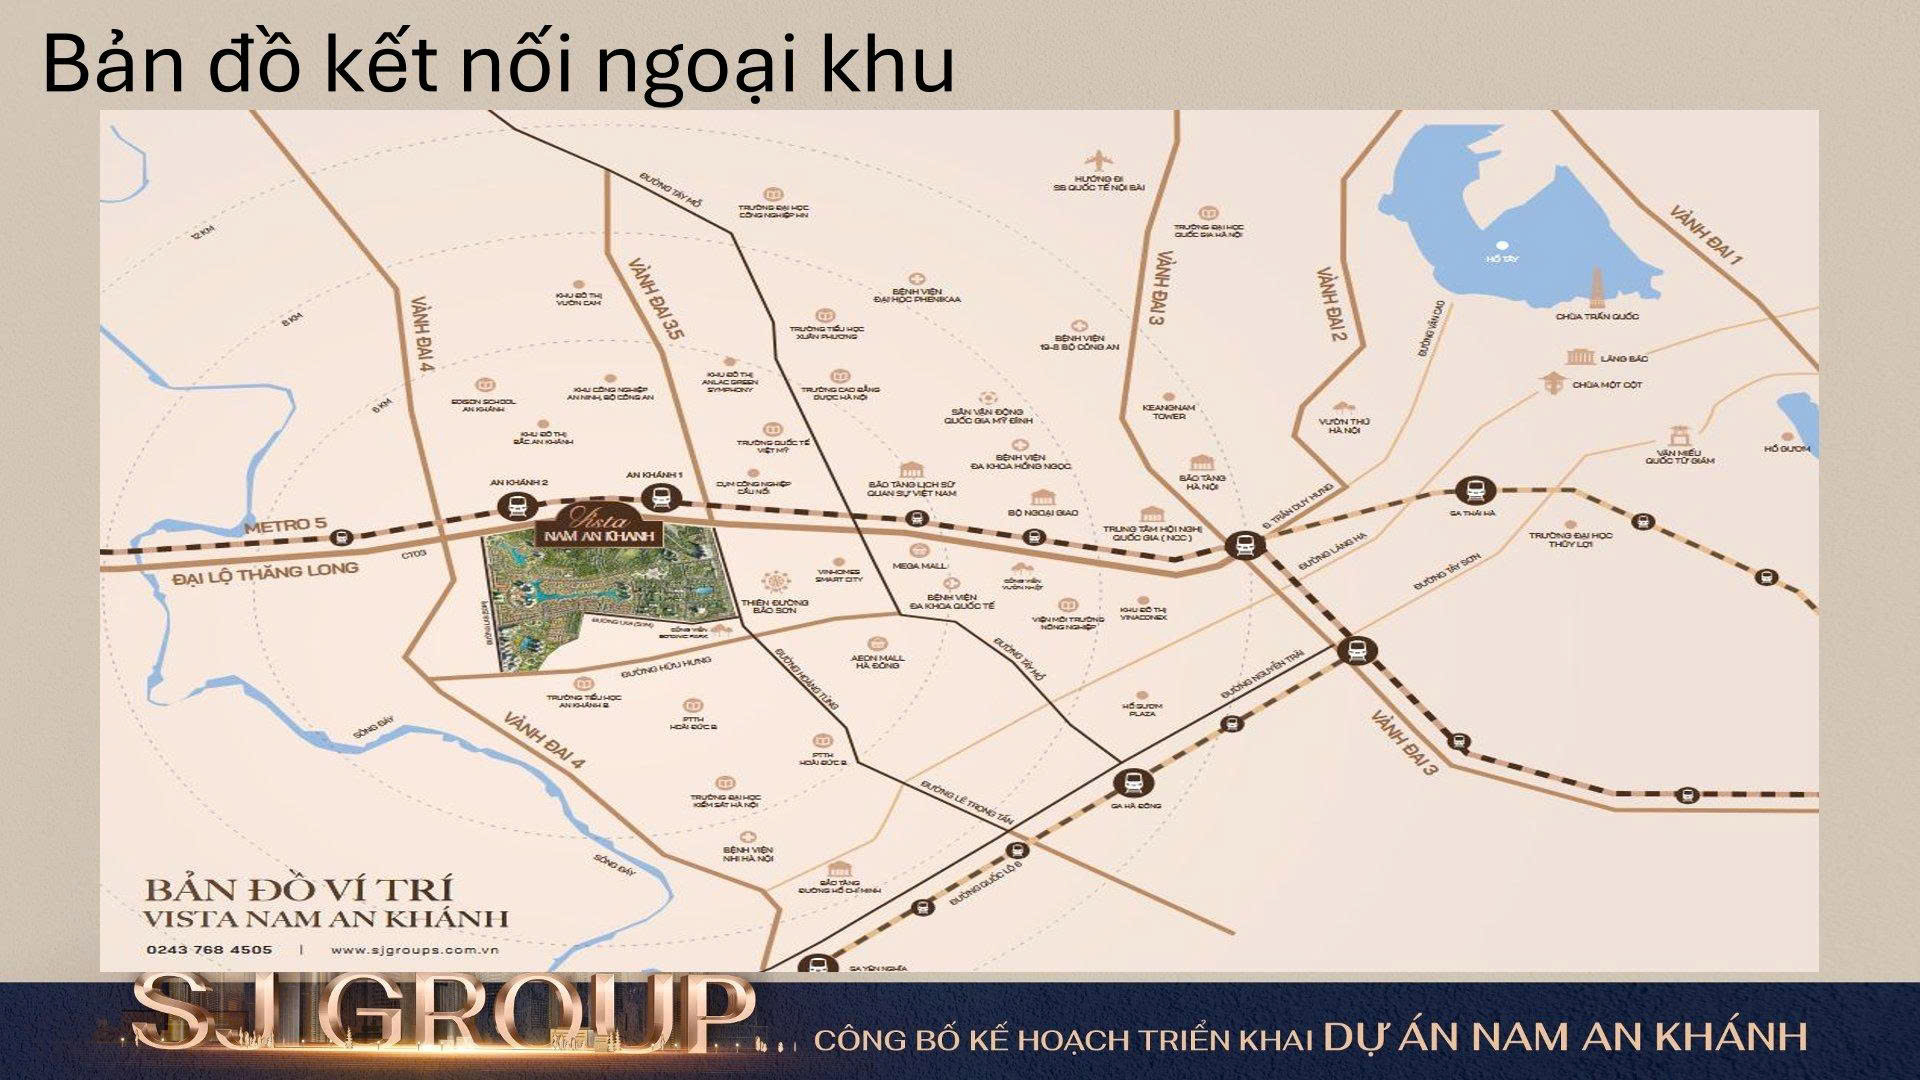 Bản đồ kết nối ngoại khu
ĐƯỜNG TÂY MỖ
TRƯỜNG ĐẠI HỌC
CÔNG NGHIỆP HN
HƯỚNG ĐI
SB QUỐC TẾ NỘI BÀI
TRƯỜNG ĐẠI HỌC
QUỐC GIA HÀ NỘI
VÀNH ĐAI 1
12 KM
HỒ TÂY
VÀNH ĐAI 3.5
VÀNH ĐAI 3
VÀNH ĐAI 2
KHU ĐÔ THỊ
VƯỜN CAM
BỆNH VIỆN
ĐẠI HỌC PHENIKAA
VÀNH ĐAI 4
8 KM
ĐƯỜNG VĂN CAO
CHÙA TRẤN QUỐC
TRƯỜNG TIỂU HỌC
XUÂN PHƯƠNG
BỆNH VIỆN
19-8 BỘ CÔNG AN
LĂNG BÁC
CHÙA MỘT CỘT
KHU ĐÔ THỊ
ANLAC GREEN
SYMPHONY
TRƯỜNG CAO ĐẲNG
DƯỢC HÀ NỘI
KHU CÔNG NGHIỆP
AN NINH, BỘ CÔNG AN
EDISON SCHOOL
AN KHÁNH
6 KM
SÂN VẬN ĐỘNG
QUỐC GIA MỸ ĐÌNH
KEANGNAM
TOWER
VƯỜN THÚ
HÀ NỘI
KHU ĐÔ THỊ
BẮC AN KHÁNH
TRƯỜNG QUỐC TẾ
VIỆT MỸ
BỆNH VIỆN
ĐA KHOA HỒNG NGỌC
VĂN MIẾU
QUỐC TỬ GIÁM
HỒ GƯƠM
AN KHÁNH 2
AN KHÁNH 1
CỤM CÔNG NGHIỆP
CẦU NỔI
BẢO TÀNG LỊCH SỬ
QUÂN SỰ VIỆT NAM
BẢO TÀNG
HÀ NỘI
BỘ NGOẠI GIAO
Đ. TRẦN DUY HƯNG
GA THÁI HÀ
METRO 5
Vista
NAM AN KHANH
TRUNG TÂM HỘI NGHỊ
QUỐC GIA ( NCC )
TRƯỜNG ĐẠI HỌC
THỦY LỢI
CT03
ĐẠI LỘ THĂNG LONG
ĐƯỜNG LÁNG HẠ
ĐƯỜNG TÂY SƠN
VINHOMES
SMART CITY
MEGA MALL
CÔNG VIÊN
VƯỜN NHẬT
THIÊN ĐƯỜNG
BẢO SƠN
BỆNH VIỆN
ĐA KHOA QUỐC TẾ
VIỆN MÔI TRƯỜNG
NÔNG NGHIỆP
KHU ĐÔ THỊ
VINACONEX
CÔNG VIÊN
BOTANIC PARK
ĐƯỜNG HỮU HƯNG
AEON MALL
HÀ ĐÔNG
ĐƯỜNG TÂY MỖ
ĐƯỜNG NGUYỄN TRÃI
ĐƯỜNG HOÀNG TÙNG
TRƯỜNG TIỂU HỌC
AN KHÁNH B
PTTH
HOÀI ĐỨC B
HỒ GƯƠM
PLAZA
VÀNH ĐAI 4
SÔNG ĐÁY
VÀNH ĐAI 3
PTTH
HOÀI ĐỨC B
TRƯỜNG ĐẠI HỌC
KIỂM SÁT HÀ NỘI
ĐƯỜNG LÊ TRỌNG TẤN
GA HÀ ĐÔNG
BỆNH VIỆN
NHI HÀ NỘI
SÔNG ĐÁY
BẢO TÀNG
ĐƯỜNG HỒ CHÍ MINH
ĐƯỜNG QUỐC LỘ 6
GA YÊN NGHĨA
BẢN ĐỒ VÍ TRÍ
VISTA NAM AN KHÁNH
0243 768 4505 | www.sjgroups.com.vn
SJ GROUP
CÔNG BỐ KẾ HOẠCH TRIỂN KHAI DỰ ÁN NAM AN KHÁNH